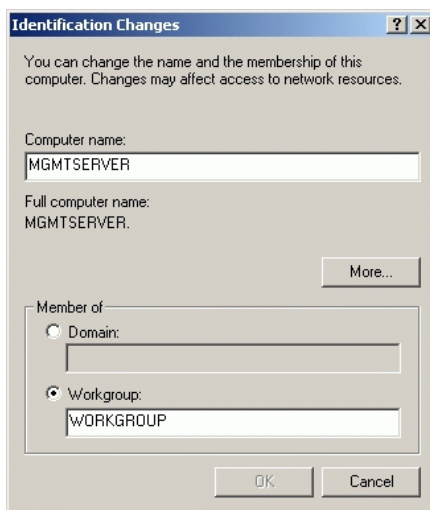 Identification Changes
You can change the name and the membership of this
computer. Changes may affect access to network resources.
Computer name:
MGMTSERVER
Full computer name:
MGMTSERVER.
More...
Member of
Domain:
Workgroup:
WORKGROUP
OK
Cancel